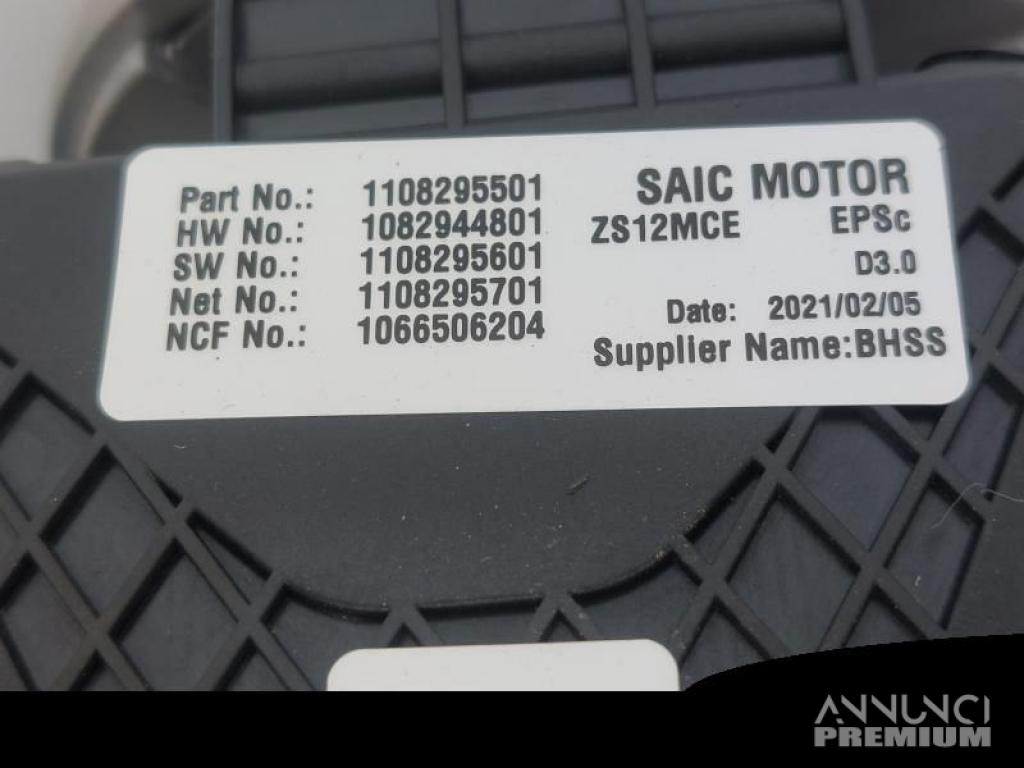 Part No.: 1108295501
HW No.: 1082944801
SW No.: 1108295601
Net No.: 1108295701
NCF No.: 1066506204
SAIC MOTOR
ZS12MCE EPSc
D3.0
Date: 2021/02/05
Supplier Name:BHSS
ANNUNCI
PREMIUM